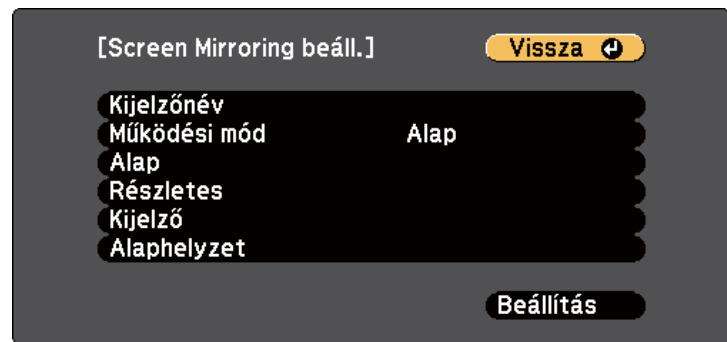 [Screen Mirroring beáll.]
Vissza
Kijelzőnév
Működési mód Alap
Alap
Részletes
Kijelző
Alaphelyzet
Beállítás